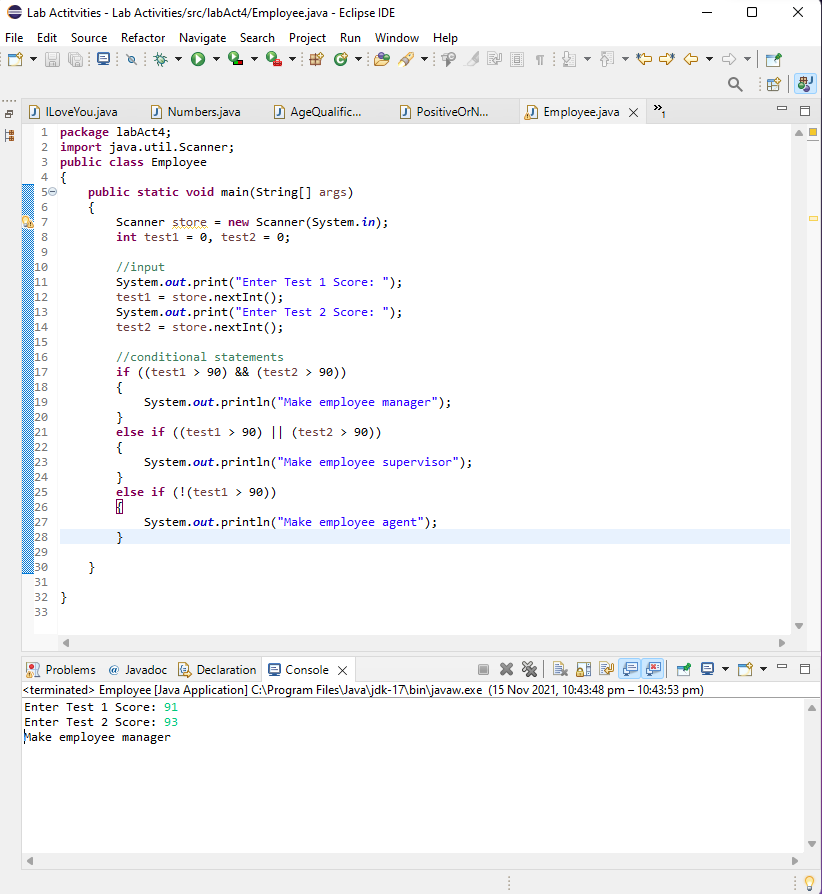 Lab Actitvities - Lab Activities/src/labAct4/Employee.java - Eclipse IDE
File Edit Source Refactor Navigate Search Project Run Window Help
ILoveYou.java Numbers.java AgeQualific... PositiveOrN... Employee.java »1
1 package labAct4;
2 import java.util.Scanner;
3 public class Employee
4 {
5 public static void main(String[] args)
6 {
7 Scanner store = new Scanner(System.in);
8 int test1 = 0, test2 = 0;
9
10 //input
11 System.out.print("Enter Test 1 Score: ");
12 test1 = store.nextInt();
13 System.out.print("Enter Test 2 Score: ");
14 test2 = store.nextInt();
15
16 //conditional statements
17 if ((test1 > 90) && (test2 > 90))
18 {
19 System.out.println("Make employee manager");
20 }
21 else if ((test1 > 90) || (test2 > 90))
22 {
23 System.out.println("Make employee supervisor");
24 }
25 else if (!(test1 > 90))
26 {
27 System.out.println("Make employee agent");
28 }
29
30 }
31
32 }
33
Problems @ Javadoc Declaration Console
<terminated> Employee [Java Application] C:\Program Files\Java\jdk-17\bin\javaw.exe (15 Nov 2021, 10:43:48 pm – 10:43:53 pm)
Enter Test 1 Score: 91
Enter Test 2 Score: 93
Make employee manager